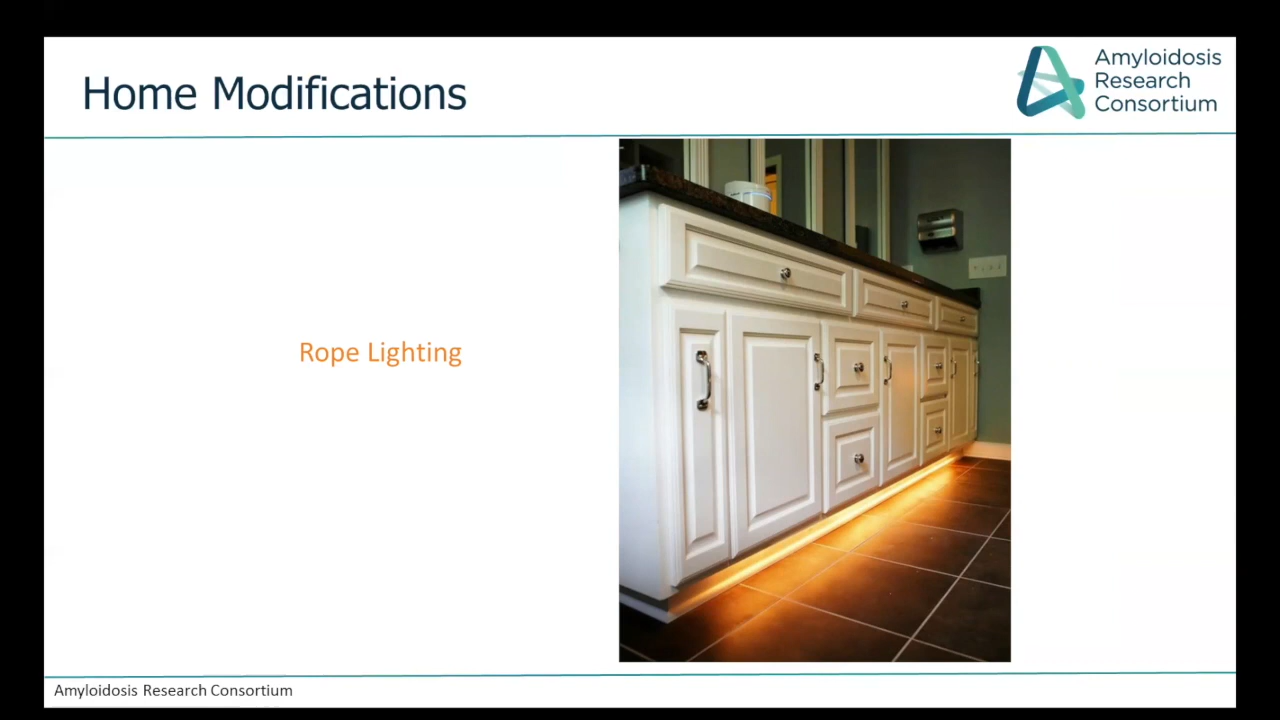 Home Modifications
Amyloidosis
Research
Consortium
Rope Lighting
Amyloidosis Research Consortium